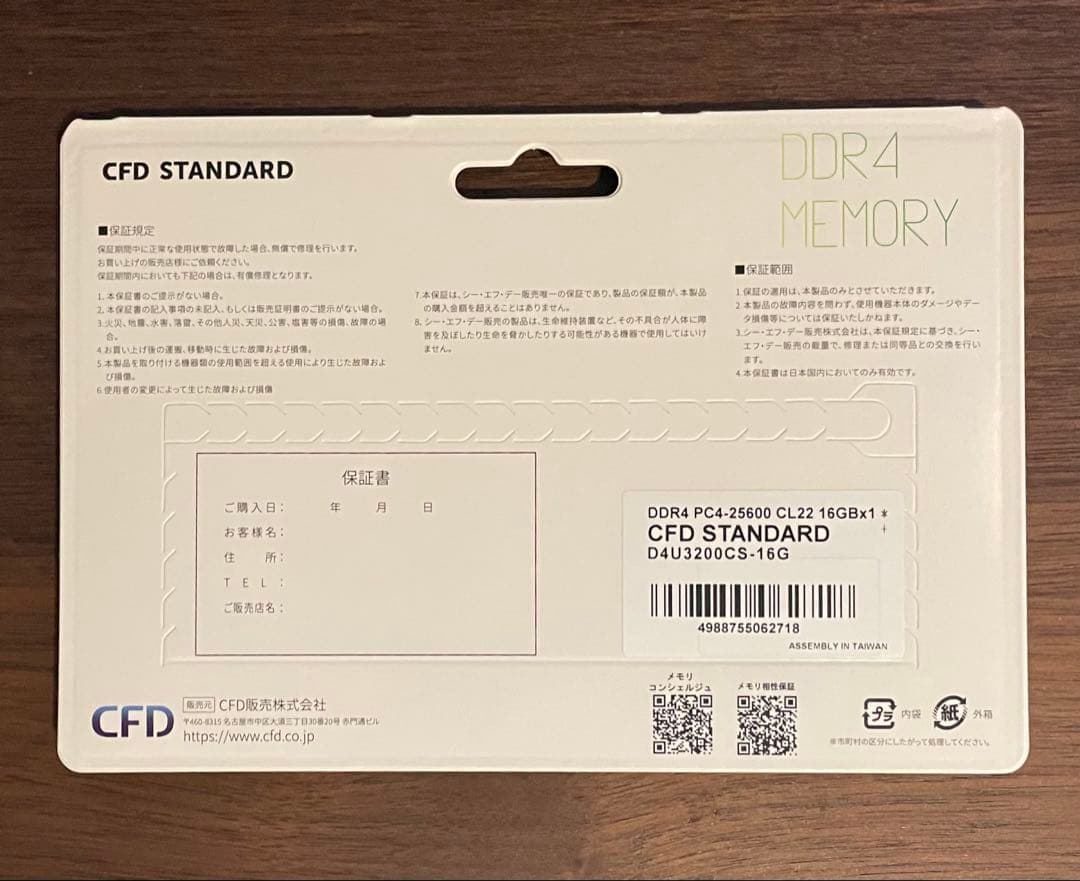 CFD STANDARD
DDR4
MEMORY
■保証規定
保証期間中に正常な使用状態で故障した場合、無償で修理を行います。
お買い上げの販売店様にご依頼ください。
保証期間内においても下記の場合は、有償修理となります。
1.本保証書のご提示がない場合。
2.本保証書の記入事項の未記入、もしくは販売証明書のご提示がない場合。
3.火災、地震、水害、落雷、その他人災、天災、公害、塩害等の損傷、故障の場
合。
4.お買い上げ後の運搬、移動時に生じた故障および損傷。
5.本製品を取り付ける機器類の使用範囲を超える使用により生じた故障およ
び損傷。
6.使用者の変更によって生じた故障および損傷
7.本保証は、シー・エフ・デー販売唯一の保証であり、製品の保証額が、本製品
の購入金額を超えることはありません。
8.シー・エフ・デー販売の製品は、生命維持装置など、その不具合が人体に障
害を及ぼしたり生命を脅かしたりする可能性がある機器で使用してはいけ
ません。
■保証範囲
1.保証の適用は、本製品のみとさせていただきます。
2.本製品の故障内容を問わず、使用機器本体のダメージやデー
タ損傷等については保証いたしかねます。
3.シー・エフ・デー販売株式会社は、本保証規定に基づき、シー・
エフ・デー販売の裁量で、修理または同等品との交換を行い
ます。
4.本保証書は日本国内においてのみ有効です。
保証書
ご購入日： 年 月 日
お客様名：
住 所：
T E L ：
ご販売店名：
DDR4 PC4-25600 CL22 16GBx1 *
CFD STANDARD +
D4U3200CS-16G
4988755062718
ASSEMBLY IN TAIWAN
CFD
販売元 CFD販売株式会社
〒460-8315 名古屋市中区大須三丁目30番20号 赤門通ビル
https://www.cfd.co.jp
メモリ
コンシェルジュ
メモリ相性保証
プラ 内袋 紙 外箱
※市町村の区分にしたがって処理してください。